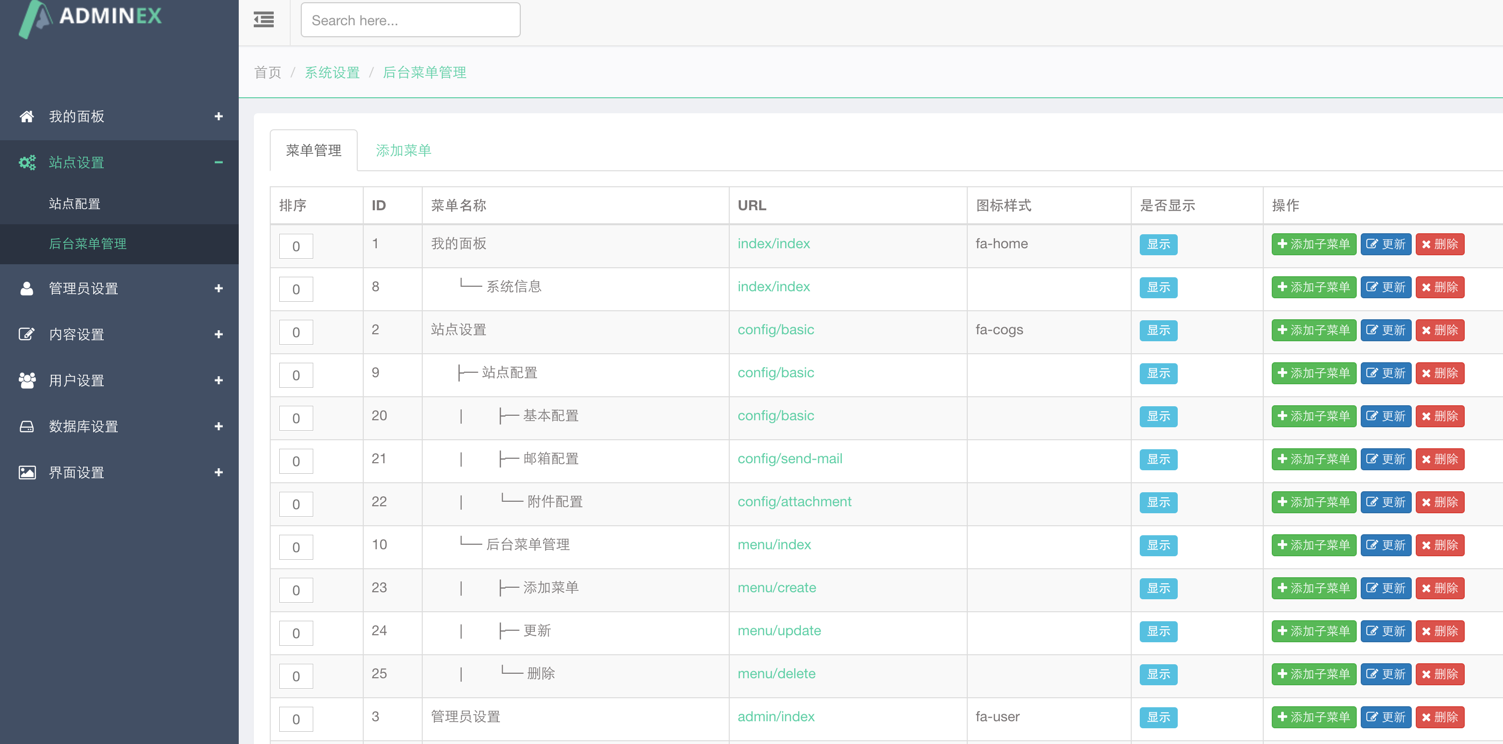 ADMINEX
Search here...
首页 / 系统设置 / 后台菜单管理
我的面板
站点设置
站点配置
后台菜单管理
管理员设置
内容设置
用户设置
数据库设置
界面设置
菜单管理 添加菜单
排序 ID 菜单名称 URL 图标样式 是否显示 操作
0 1 我的面板 index/index fa-home 显示 添加子菜单 更新 删除
0 8 └── 系统信息 index/index 显示 添加子菜单 更新 删除
0 2 站点设置 config/basic fa-cogs 显示 添加子菜单 更新 删除
0 9 ├── 站点配置 config/basic 显示 添加子菜单 更新 删除
0 20 | ├── 基本配置 config/basic 显示 添加子菜单 更新 删除
0 21 | ├── 邮箱配置 config/send-mail 显示 添加子菜单 更新 删除
0 22 | └── 附件配置 config/attachment 显示 添加子菜单 更新 删除
0 10 └── 后台菜单管理 menu/index 显示 添加子菜单 更新 删除
0 23 | ├── 添加菜单 menu/create 显示 添加子菜单 更新 删除
0 24 | ├── 更新 menu/update 显示 添加子菜单 更新 删除
0 25 | └── 删除 menu/delete 显示 添加子菜单 更新 删除
0 3 管理员设置 admin/index fa-user 显示 添加子菜单 更新 删除